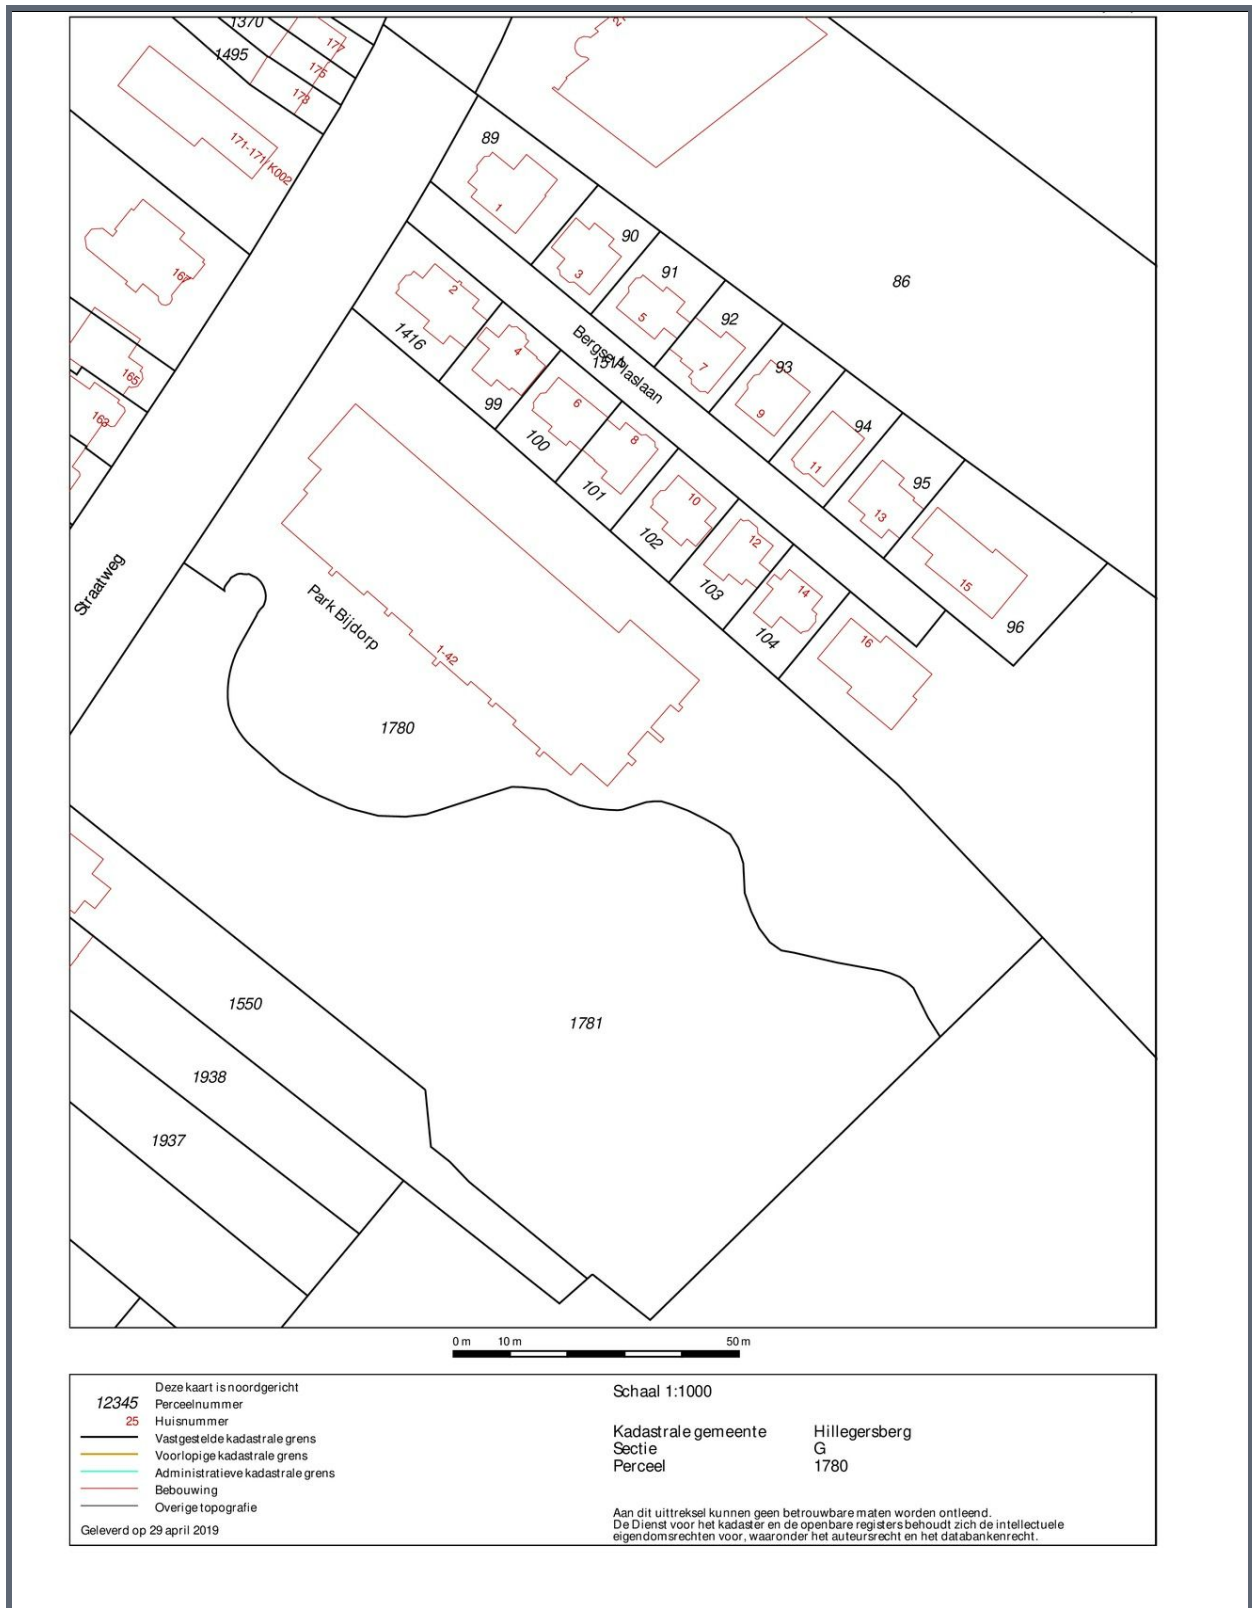 1370
1495
177
175
173
171-171/K002
89
1
90
167
3
91
86
2
5
92
1416
4
Bergse Plaslaan
7
93
165
99
6
9
163
100
8
94
11
101
10
95
13
102
12
Straatweg
103
14
15
Park Bijdorp
104
16
96
1-42
1780
1550
1781
1938
1937
0 m 10 m 50 m
Deze kaart is noordgericht
12345 Perceelnummer
25 Huisnummer
Vastgestelde kadastrale grens
Voorlopige kadastrale grens
Administratieve kadastrale grens
Bebouwing
Overige topografie
Geleverd op 29 april 2019
Schaal 1:1000
Kadastrale gemeente Hillegersberg
Sectie G
Perceel 1780
Aan dit uittreksel kunnen geen betrouwbare maten worden ontleend.
De Dienst voor het kadaster en de openbare registers behoudt zich de intellectuele
eigendomsrechten voor, waaronder het auteursrecht en het databankenrecht.